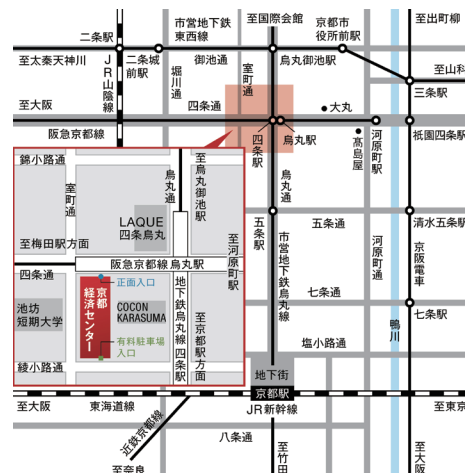 至国際会館
至出町柳
二条駅
市営地下鉄
東西線
京都市
役所前駅
至太秦天神川
二条城
前駅
御池通
烏丸御池駅
至山科
JR山陰線
堀川通
室町通
三条駅
至大阪
四条通
大丸
阪急京都線
四条駅
烏丸駅
髙島屋
河原町駅
祇園四条駅
錦小路通
室町通
烏丸通
至烏丸御池駅
LAQUE
四条烏丸
至梅田駅方面
至河原町駅
四条通
阪急京都線 烏丸駅
正面入口
京都
経済センター
池坊
短期大学
COCON
KARASUMA
地下鉄烏丸線 四条駅
至京都駅方面
有料駐車場
入口
綾小路通
烏丸通
五条駅
五条通
清水五条駅
市営地下鉄烏丸線
河原町通
京阪電車
七条通
七条駅
鴨川
塩小路通
地下街
京都駅
至大阪
東海道線
JR新幹線
至東京
近鉄京都線
八条通
至奈良
至竹田
至大阪